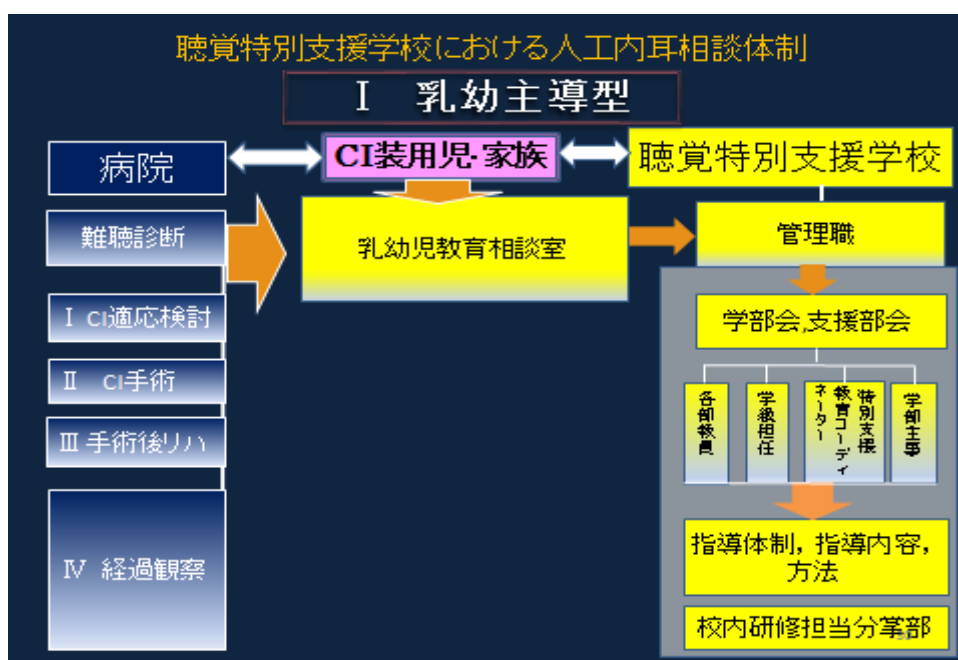 聴覚特別支援学校における人工内耳相談体制
Ⅰ 乳幼主導型
病院
CI装用児・家族
聴覚特別支援学校
難聴診断
乳幼児教育相談室
管理職
Ⅰ CI適応検討
学部会,支援部会
Ⅱ CI手術
Ⅲ 手術後リハ
各部教員
学級担任
特別支援
教育コーディ
ネーター
学部主事
Ⅳ 経過観察
指導体制，指導内容，
方法
校内研修担当分掌部